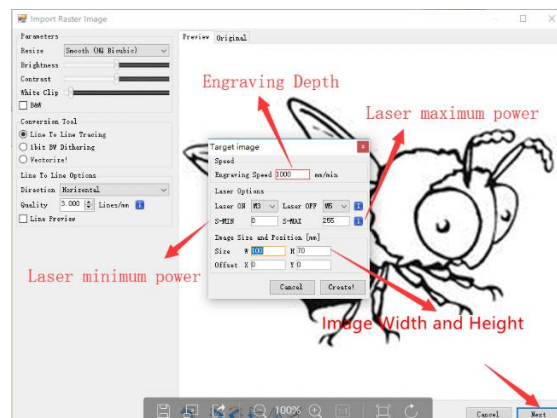 Import Raster Image
Parameters
Resize Smooth (HQ Bicubic)
Brightness
Contrast
White Clip
B&W
Conversion Tool
Line To Line Tracing
1bit BW Dithering
Vectorize!
Line To Line Options
Direction Horizontal
Quality 3.000 Lines/mm
Line Preview
Preview Original
Engraving Depth
Laser maximum power
Target image
Speed
Engraving Speed 1000 mm/min
Laser Options
Laser ON M3 Laser OFF M5
S-MIN 0 S-MAX 255
Image Size and Position [mm]
Size W 100 H 70
Offset X 0 Y 0
Cancel Create!
Laser minimum power
Image Width and Height
100%
1:1
Cancel Next